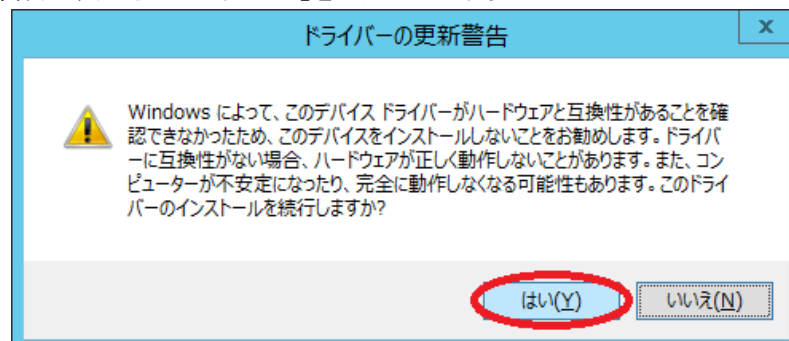 ドライバーの更新警告
x
Windows によって、このデバイス ドライバーがハードウェアと互換性があることを確
認できなかったため、このデバイスをインストールしないことをお勧めします。ドライバ
ーに互換性がない場合、ハードウェアが正しく動作しないことがあります。また、コン
ピューターが不安定になったり、完全に動作しなくなる可能性もあります。このドライ
バーのインストールを続行しますか?
はい(Y)
いいえ(N)